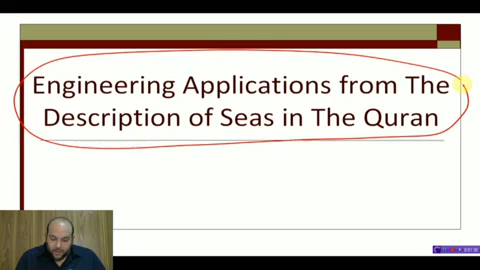 Engineering Applications from The
Description of Seas in The Quran